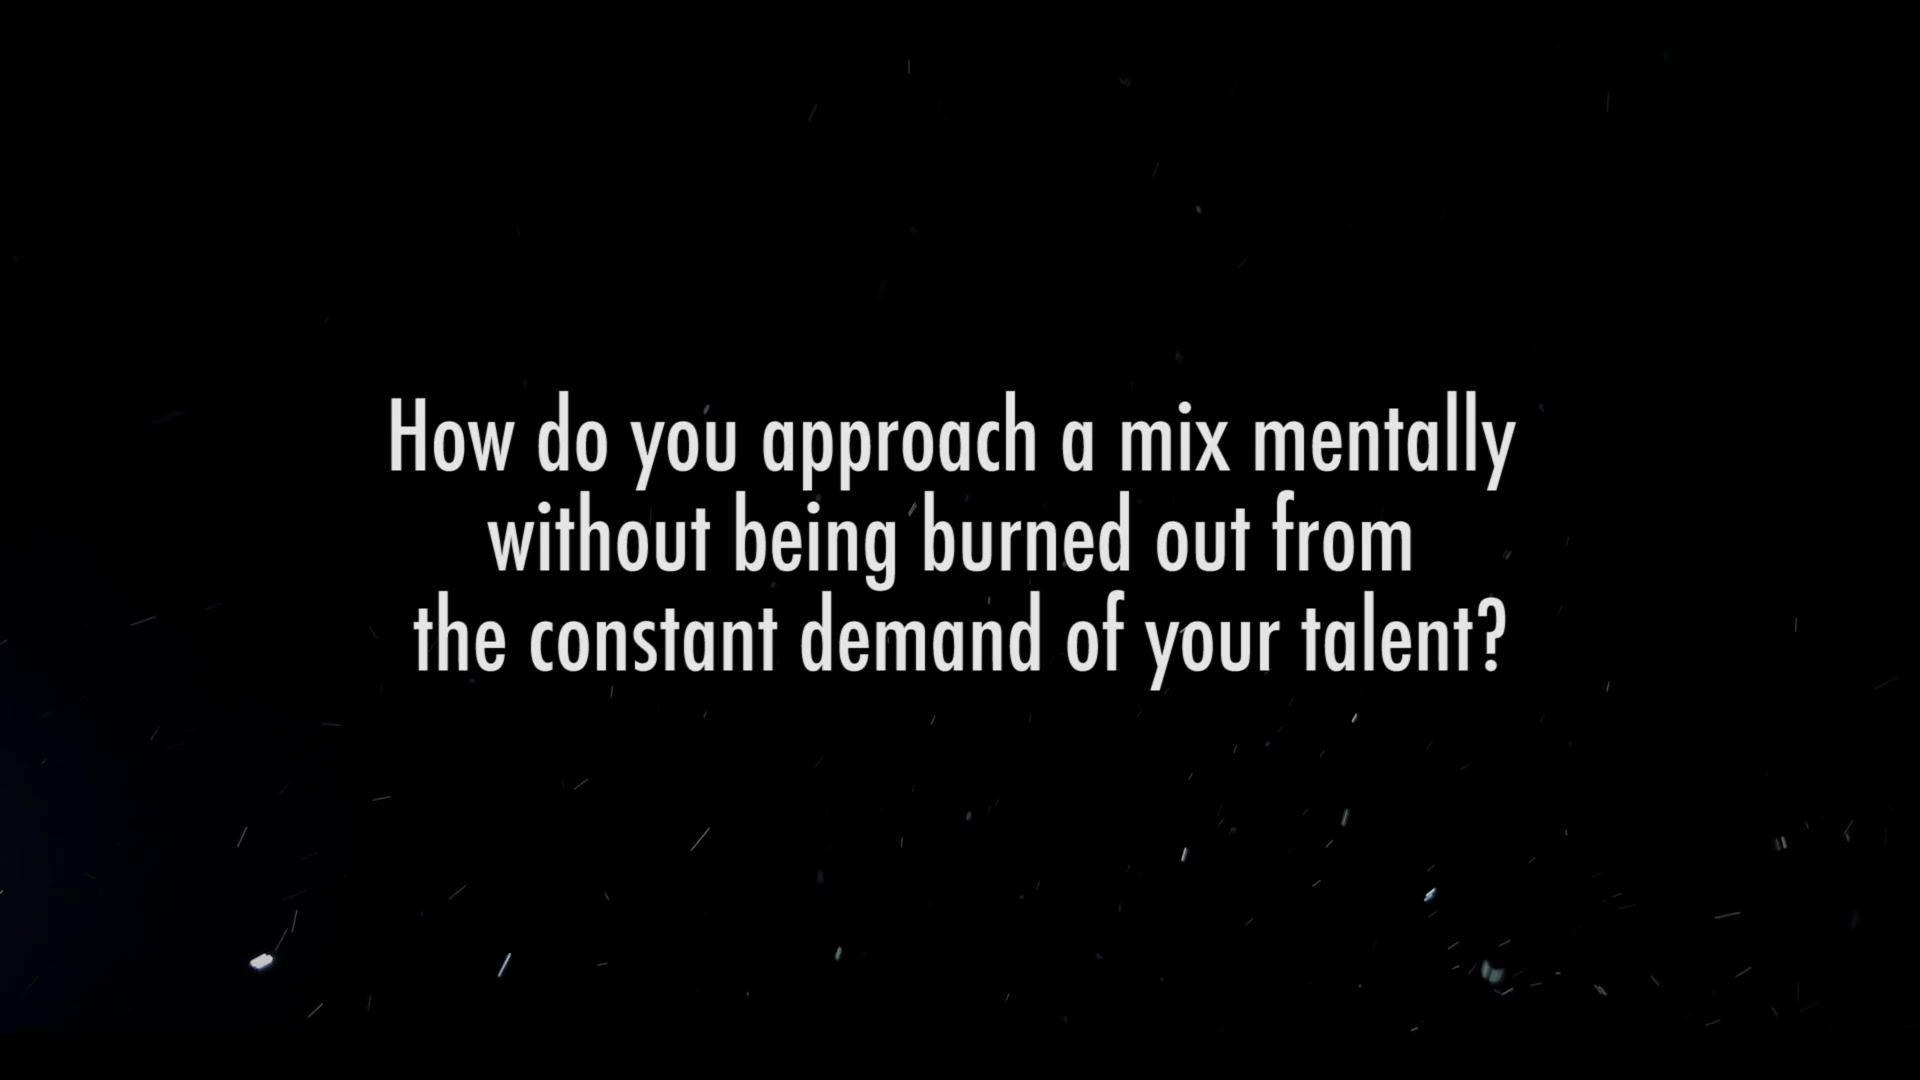 How do you approach a mix mentally
without being burned out from
the constant demand of your talent?